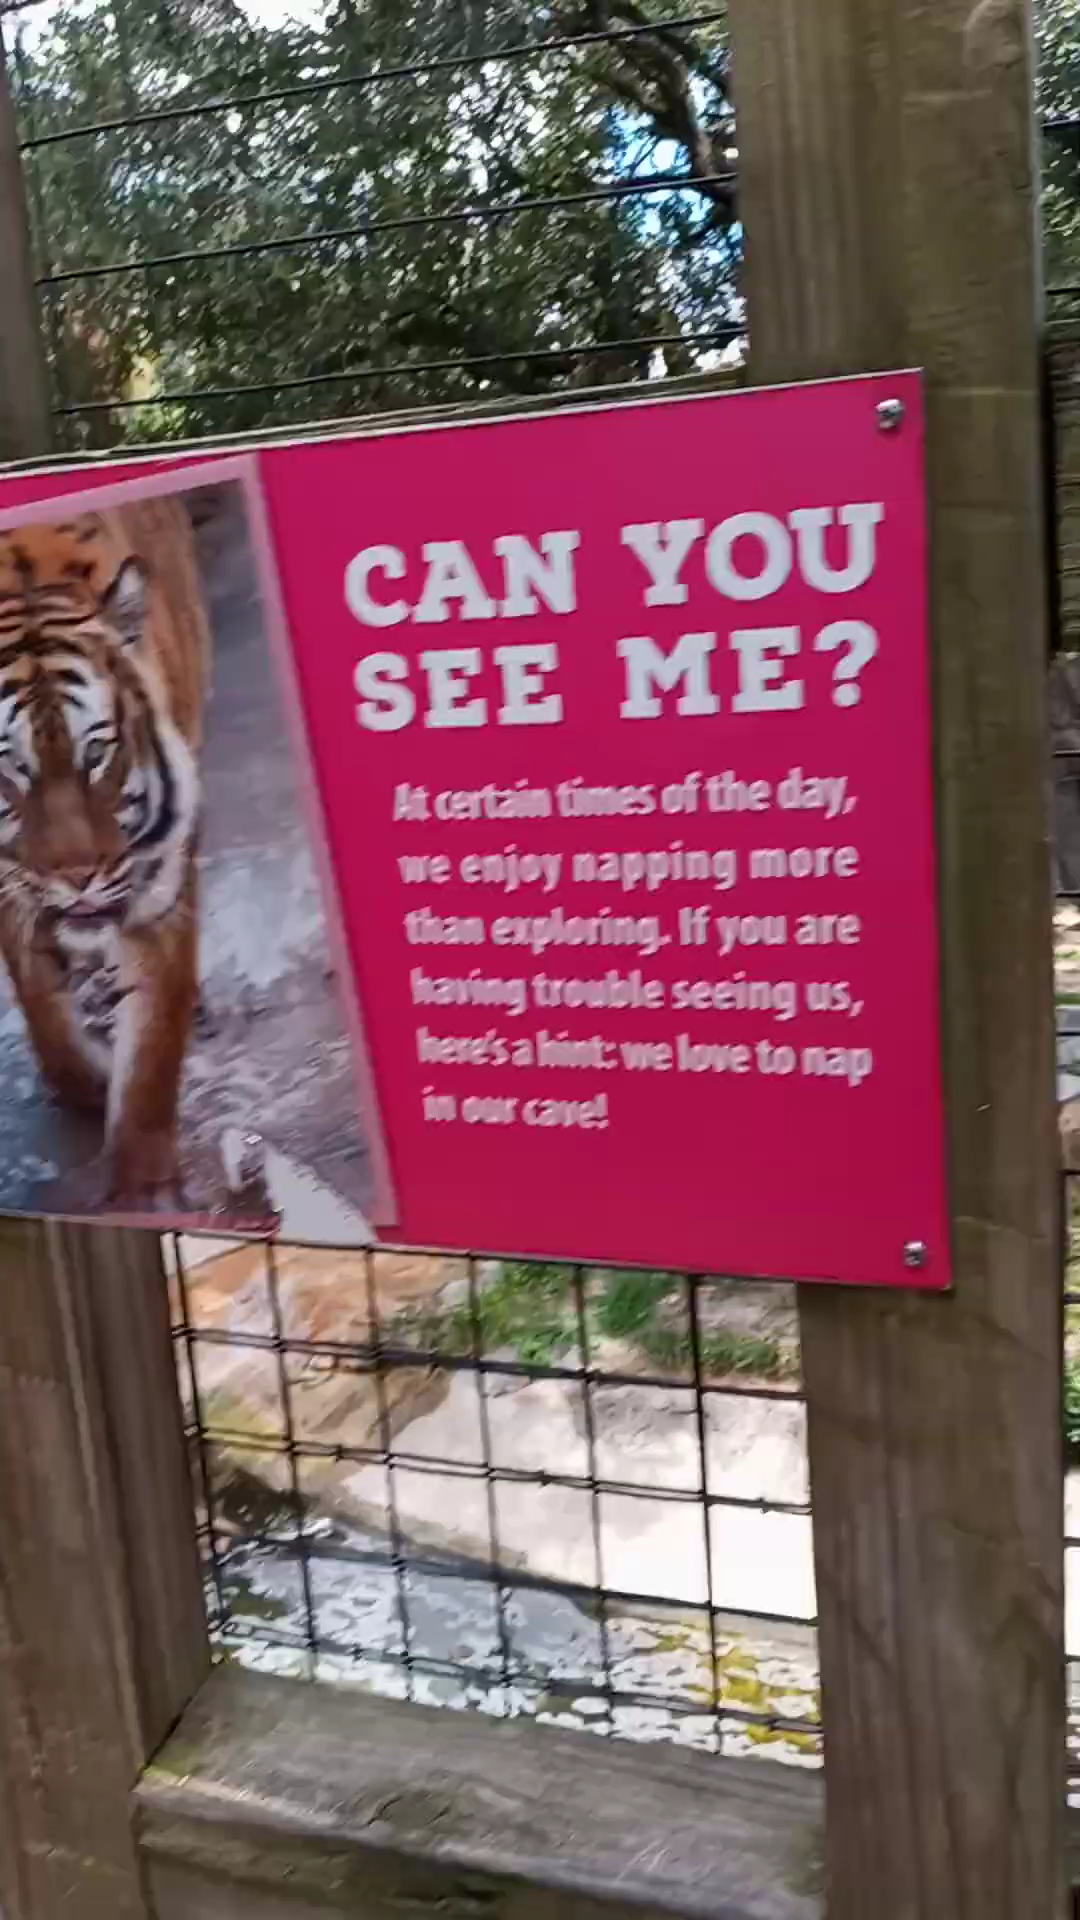 CAN YOU
SEE ME?
At certain times of the day,
we enjoy napping more
than exploring. If you are
having trouble seeing us,
here's a hint: we love to nap
in our cave!